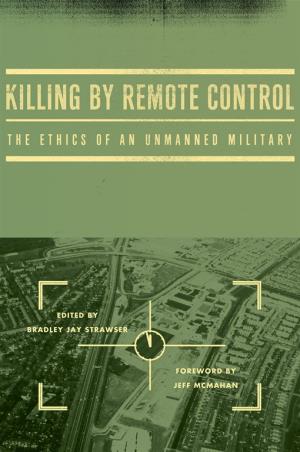 KILLING BY REMOTE CONTROL
THE ETHICS OF AN UNMANNED MILITARY
EDITED BY
BRADLEY JAY STRAWSER
FOREWORD BY
JEFF MCMAHAN